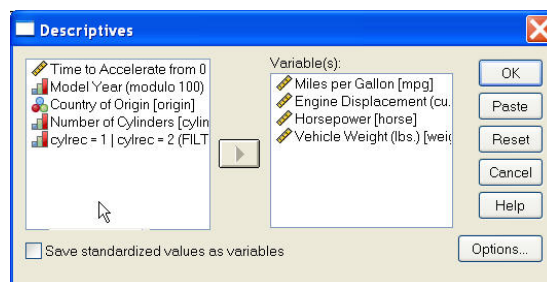 Descriptives
Time to Accelerate from 0
Model Year (modulo 100)
Country of Origin [origin]
Number of Cylinders [cylin
cylrec = 1 | cylrec = 2 (FILT
Variable(s):
Miles per Gallon [mpg]
Engine Displacement (cu.
Horsepower [horse]
Vehicle Weight (lbs.) [weig
OK
Paste
Reset
Cancel
Help
Save standardized values as variables
Options...